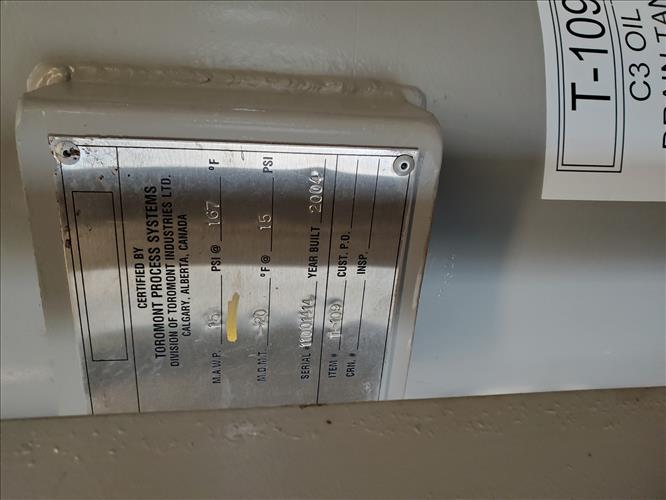 CERTIFIED BY
TOROMONT PROCESS SYSTEMS
DIVISION OF TOROMONT INDUSTRIES LTD.
CALGARY, ALBERTA, CANADA
M.A.W.P. 15 PSI @ 167 °F
M.D.M.T. -20 °F @ 15 PSI
SERIAL # YEAR BUILT 2004
ITEM # T-109 CUST. P.O.
CRN. # INSP.
T-109
C3 OIL